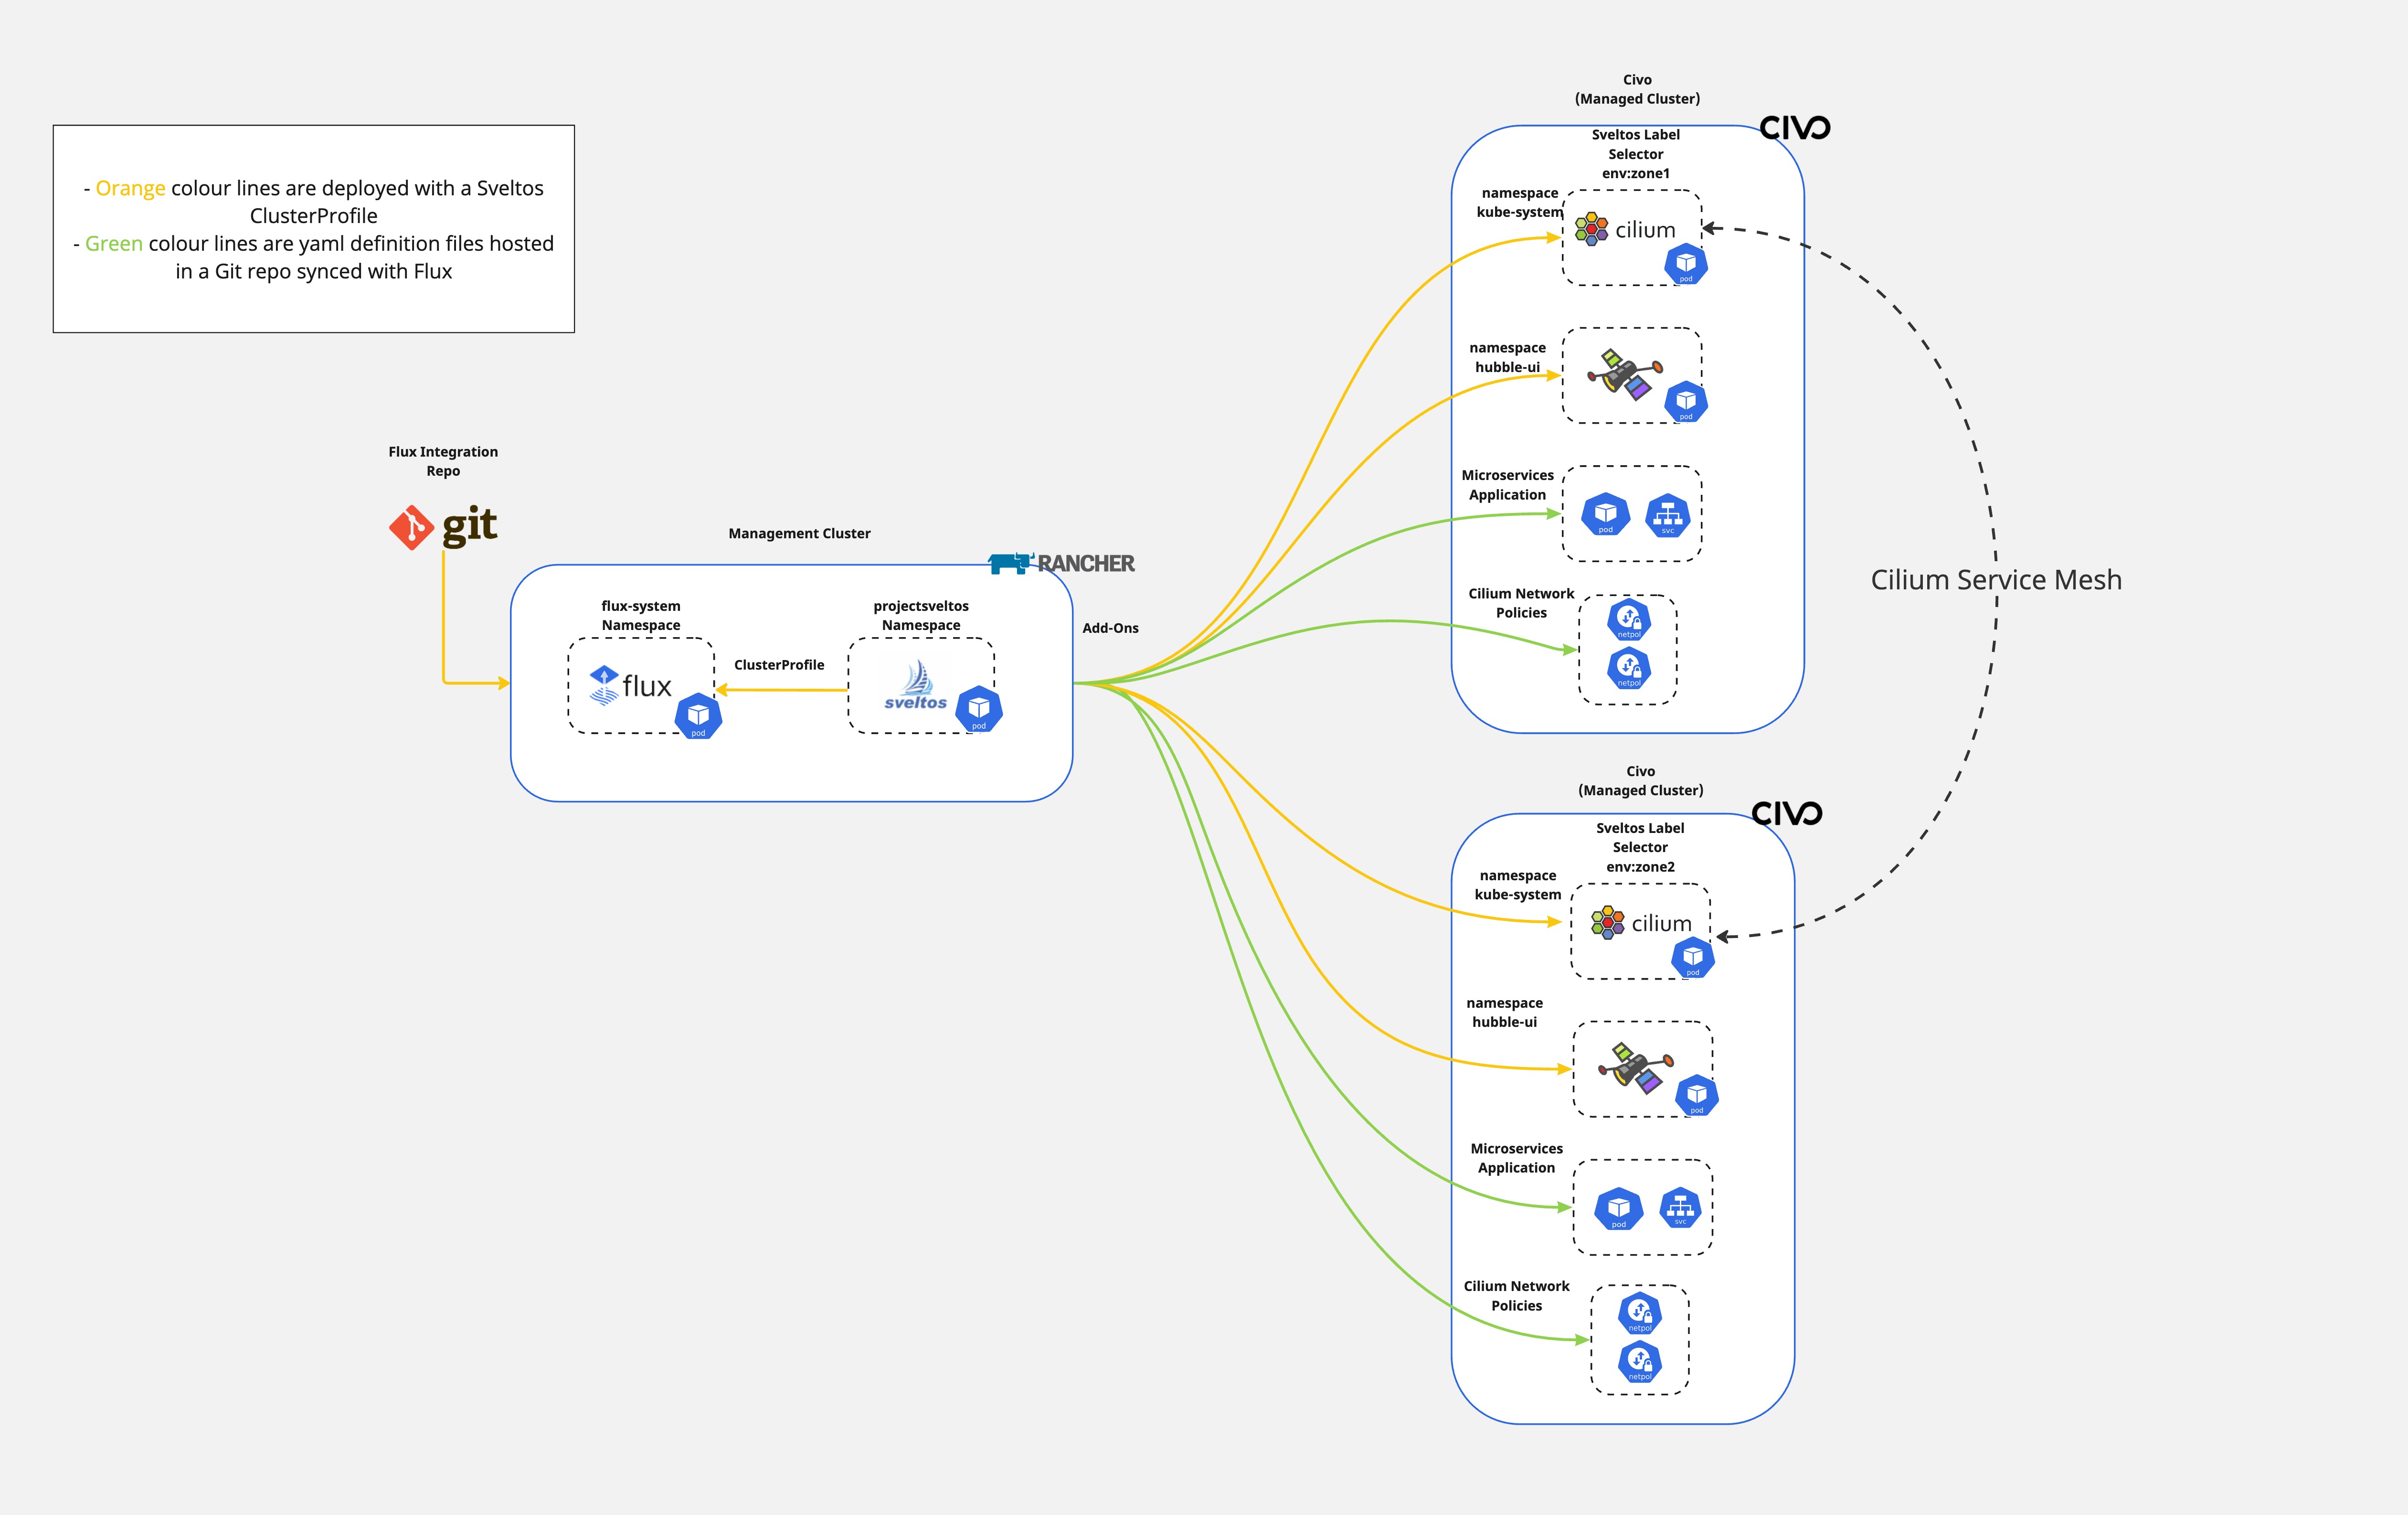 - Orange colour lines are deployed with a Sveltos
ClusterProfile
- Green colour lines are yaml definition files hosted
in a Git repo synced with Flux
Flux Integration
Repo
git
Management Cluster
RANCHER
flux-system
Namespace
flux
pod
ClusterProfile
projectsveltos
Namespace
sveltos
pod
Add-Ons
Civo
(Managed Cluster)
CIVO
Sveltos Label
Selector
env:zone1
namespace
kube-system
cilium
pod
namespace
hubble-ui
pod
Microservices
Application
pod
svc
Cilium Network
Policies
netpol
netpol
Cilium Service Mesh
Civo
(Managed Cluster)
CIVO
Sveltos Label
Selector
env:zone2
namespace
kube-system
cilium
pod
namespace
hubble-ui
pod
Microservices
Application
pod
svc
Cilium Network
Policies
netpol
netpol